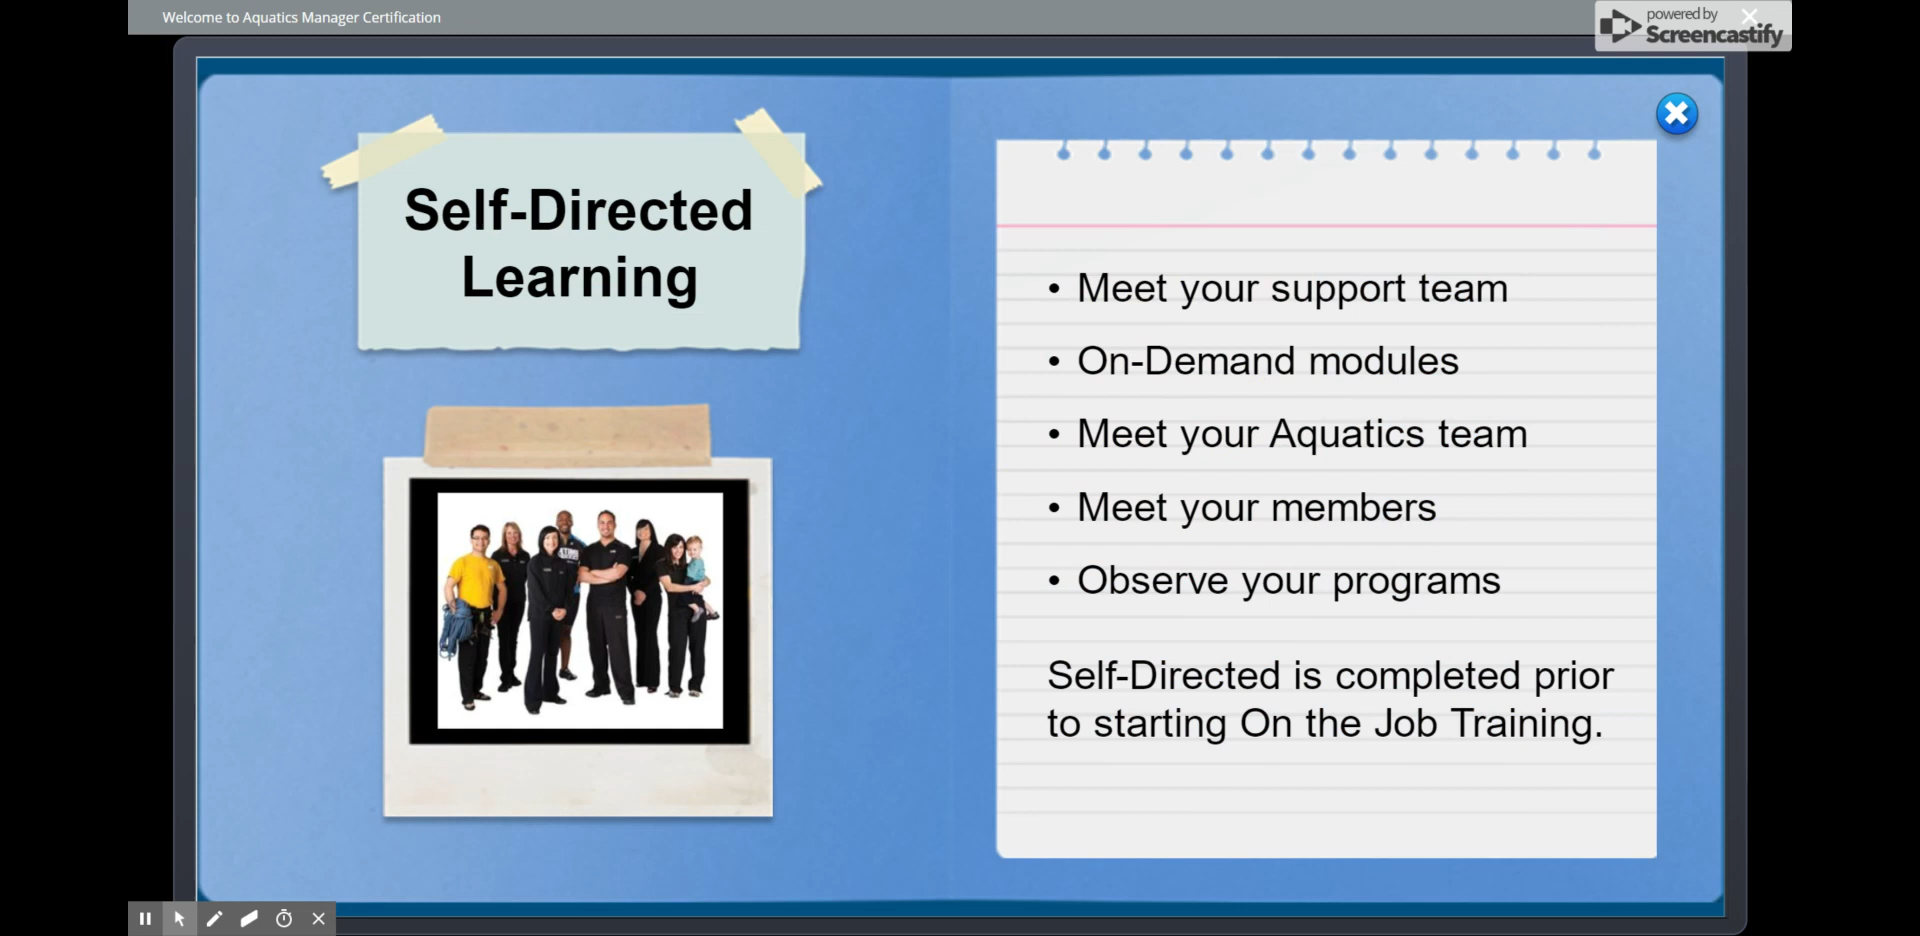 Welcome to Aquatics Manager Certification
powered by
Screencastify
Self-Directed
Learning
• Meet your support team
• On-Demand modules
• Meet your Aquatics team
• Meet your members
• Observe your programs
Self-Directed is completed prior
to starting On the Job Training.